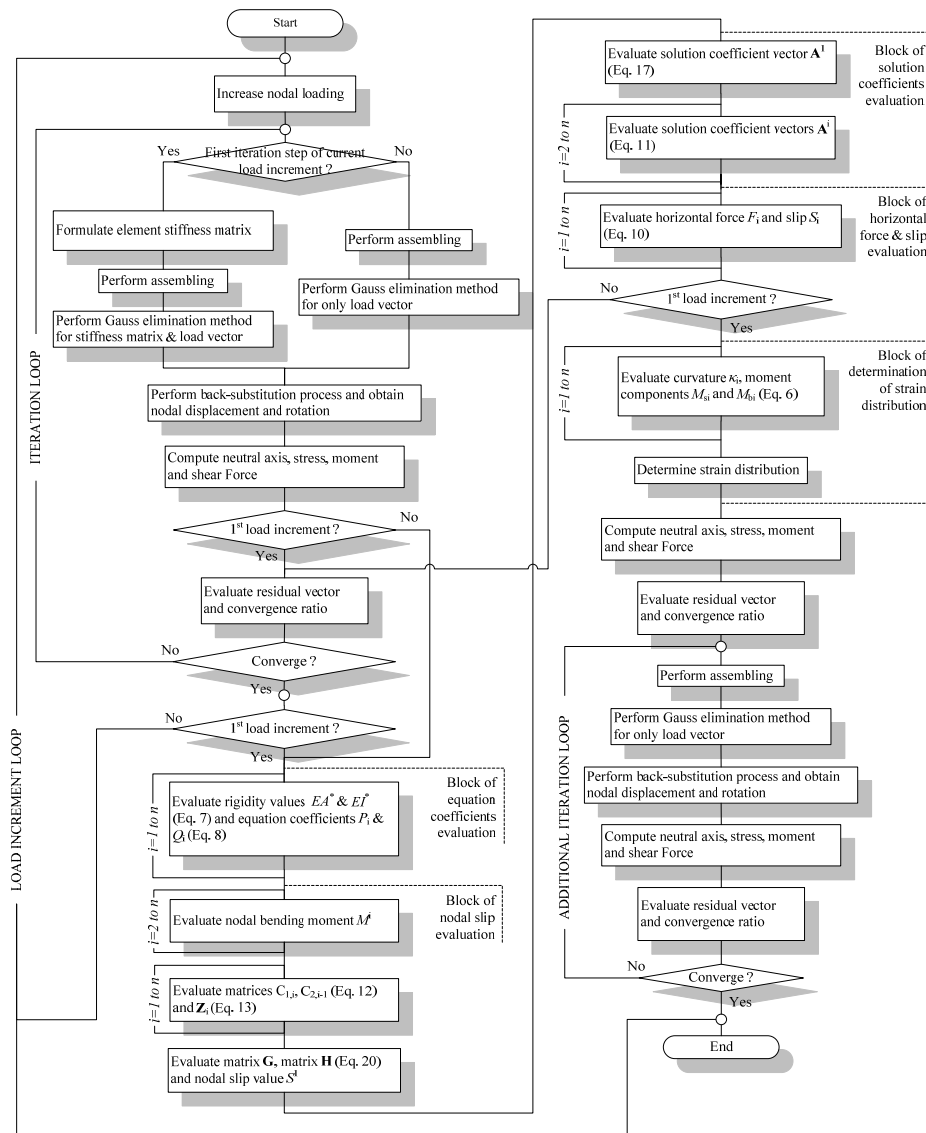 Start
Increase nodal loading
Yes
First iteration step of current
load increment ?
No
Formulate element stiffness matrix
Perform assembling
Perform assembling
Perform Gauss elimination method
for stiffness matrix & load vector
Perform Gauss elimination method
for only load vector
Perform back-substitution process and obtain
nodal displacement and rotation
Compute neutral axis, stress, moment
and shear Force
1st load increment ?
No
Yes
Evaluate residual vector
and convergence ratio
No
Converge ?
Yes
No
1st load increment ?
Yes
ITERATION LOOP
LOAD INCREMENT LOOP
Block of
equation
coefficients
evaluation
i=1 to n
Evaluate rigidity values EA* & EI*
(Eq. 7) and equation coefficients Pi &
Qi (Eq. 8)
Block of
nodal slip
evaluation
i=2 to n
Evaluate nodal bending moment Mi
i=1 to n
Evaluate matrices C1,i, C2,i-1 (Eq. 12)
and Zi (Eq. 13)
Evaluate matrix G, matrix H (Eq. 20)
and nodal slip value S1
Evaluate solution coefficient vector A1
(Eq. 17)
Block of
solution
coefficients
evaluation
i=2 to n
Evaluate solution coefficient vectors Ai
(Eq. 11)
Block of
horizontal
force & slip
evaluation
i=1 to n
Evaluate horizontal force Fi and slip Si
(Eq. 10)
No
1st load increment ?
Yes
Block of
determination
of strain
distribution
i=1 to n
Evaluate curvature κi, moment
components Msi and Mbi (Eq. 6)
Determine strain distribution
Compute neutral axis, stress, moment
and shear Force
Evaluate residual vector
and convergence ratio
ADDITIONAL ITERATION LOOP
Perform assembling
Perform Gauss elimination method
for only load vector
Perform back-substitution process and obtain
nodal displacement and rotation
Compute neutral axis, stress, moment
and shear Force
Evaluate residual vector
and convergence ratio
No
Converge ?
Yes
End